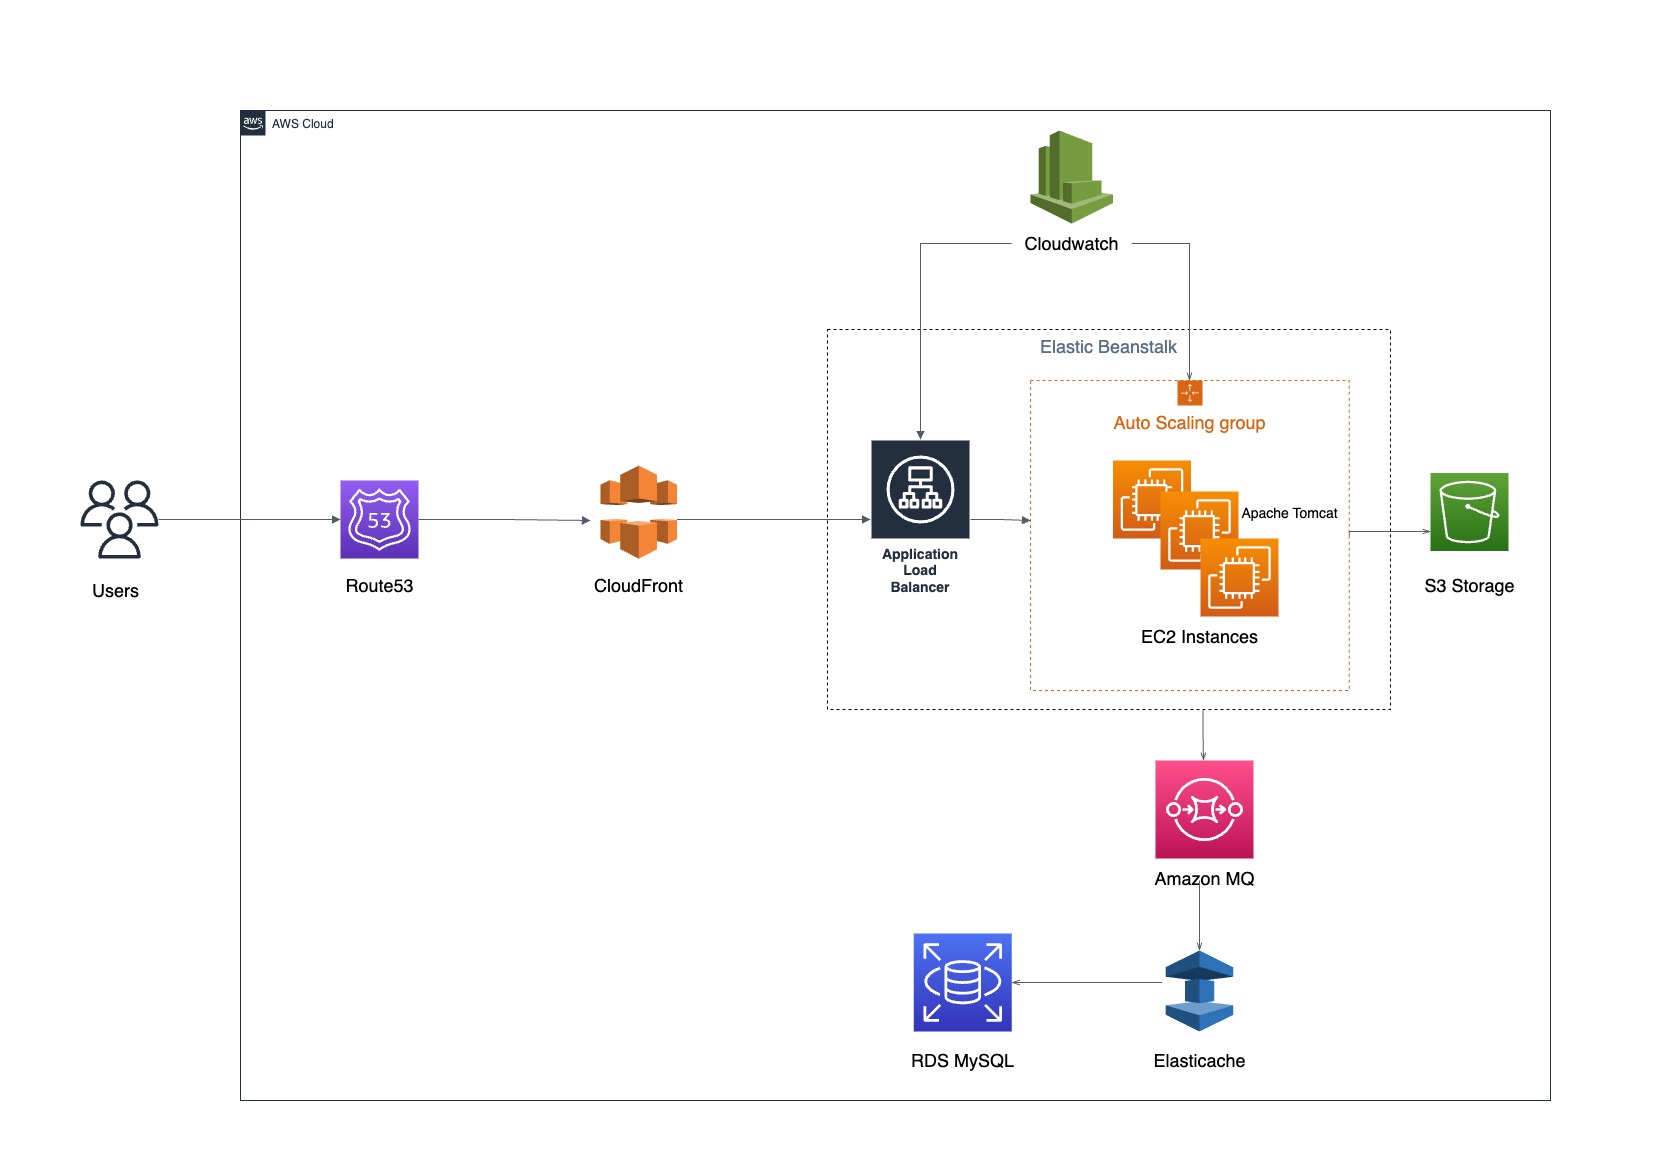 aws
AWS Cloud
Cloudwatch
Elastic Beanstalk
Auto Scaling group
53
Apache Tomcat
Application
Load
Balancer
Users
Route53
CloudFront
S3 Storage
EC2 Instances
Amazon MQ
RDS MySQL
Elasticache